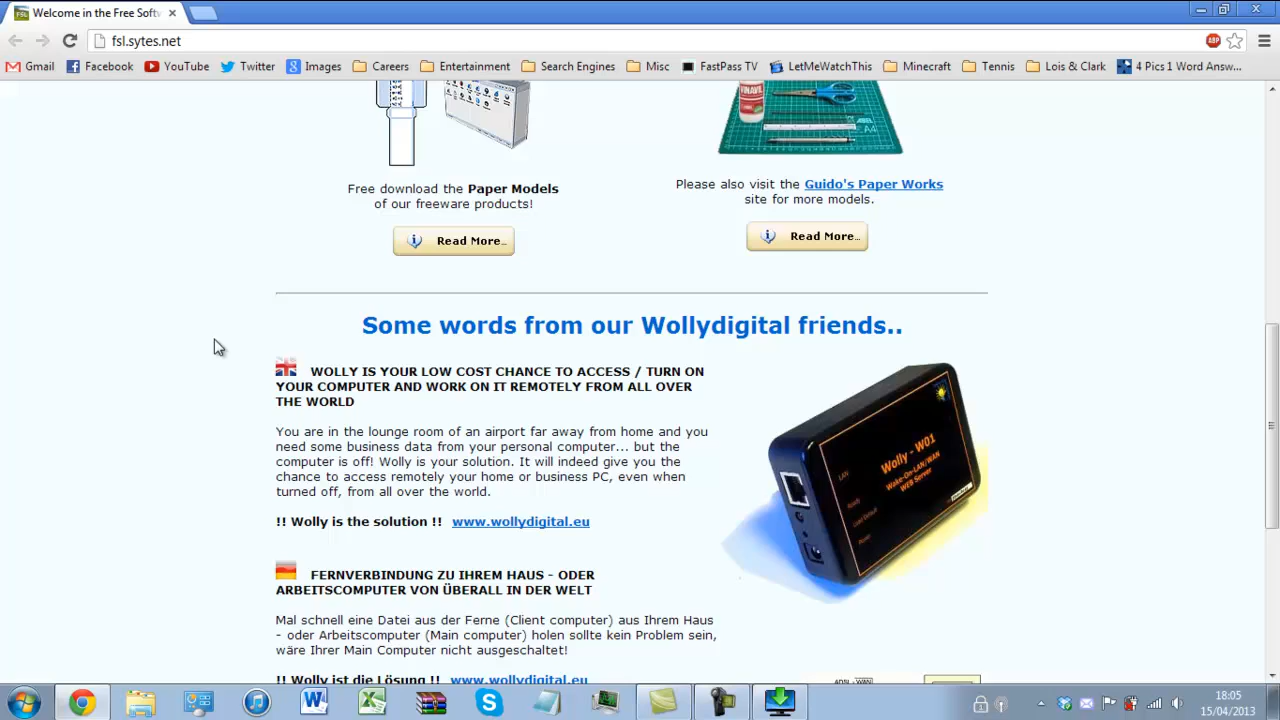 Welcome in the Free Softw
fsl.sytes.net
ABP
Gmail Facebook YouTube Twitter Images Careers Entertainment Search Engines Misc FastPass TV LetMeWatchThis Minecraft Tennis Lois & Clark 4 Pics 1 Word Answ...
VINAVIL
A4
Free download the Paper Models
of our freeware products!
Read More...
Please also visit the Guido's Paper Works
site for more models.
Read More...
Some words from our Wollydigital friends..
WOLLY IS YOUR LOW COST CHANCE TO ACCESS / TURN ON
YOUR COMPUTER AND WORK ON IT REMOTELY FROM ALL OVER
THE WORLD
You are in the lounge room of an airport far away from home and you
need some business data from your personal computer... but the
computer is off! Wolly is your solution. It will indeed give you the
chance to access remotely your home or business PC, even when
turned off, from all over the world.
!! Wolly is the solution !! www.wollydigital.eu
LAN
Ready
Power
Wolly - W01
Wake-On-LAN/WAN
WEB Server
FERNVERBINDUNG ZU IHREM HAUS - ODER
ARBEITSCOMPUTER VON ÜBERALL IN DER WELT
Mal schnell eine Datei aus der Ferne (Client computer) aus Ihrem Haus
- oder Arbeitscomputer (Main computer) holen sollte kein Problem sein,
wäre Ihrer Main Computer nicht ausgeschaltet!
!! Wolly ist die Lösung !! www.wollydigital.eu
ADSL-WAN
18:05
15/04/2013